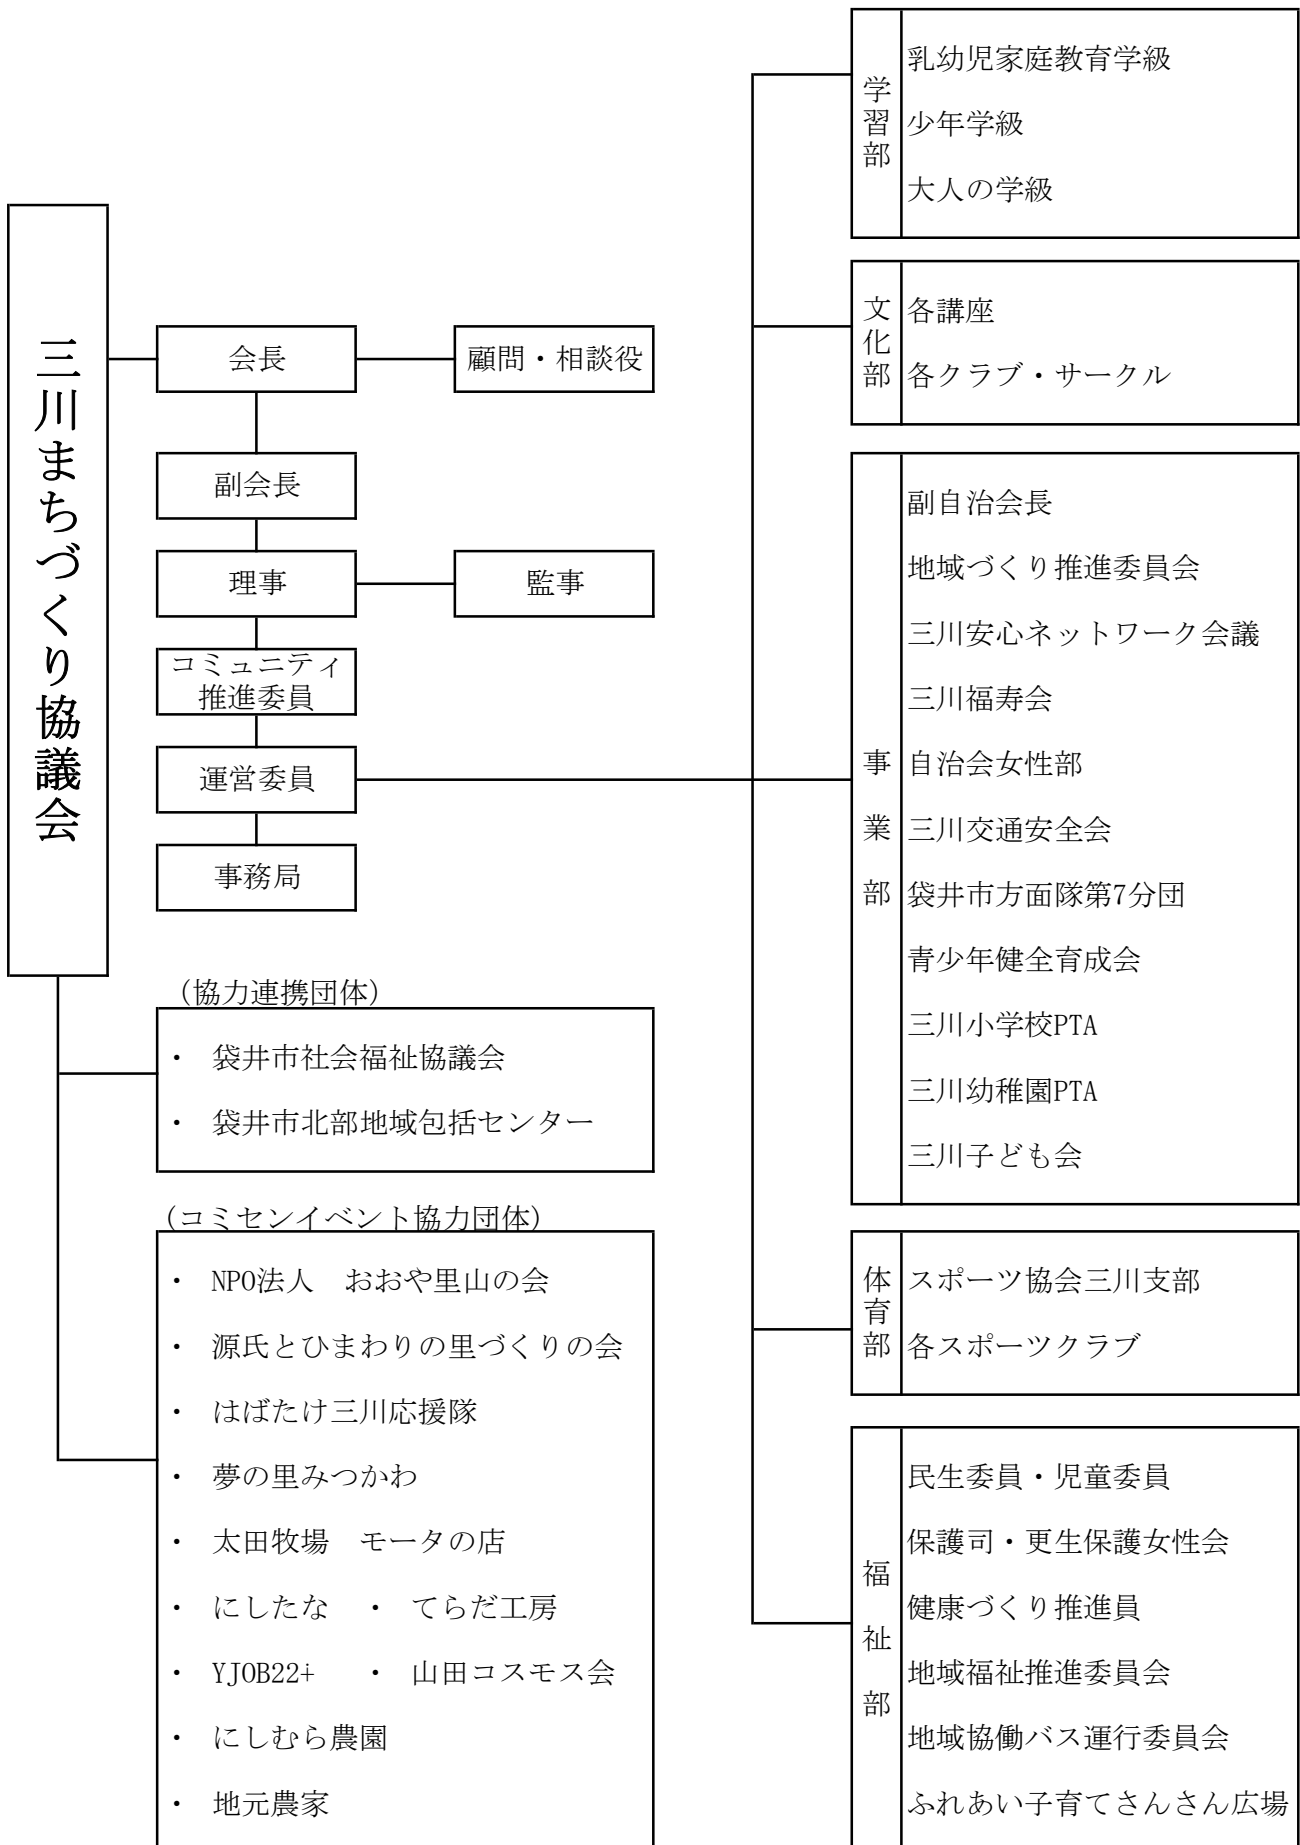 三川まちづくり協議会
会長
顧問・相談役
副会長
理事
監事
コミュニティ
推進委員
運営委員
事務局
(協力連携団体)
・ 袋井市社会福祉協議会
・ 袋井市北部地域包括センター
(コミセンイベント協力団体)
・ NPO法人 おおや里山の会
・ 源氏とひまわりの里づくりの会
・ はばたけ三川応援隊
・ 夢の里みつかわ
・ 太田牧場 モータの店
・ にしたな ・ てらだ工房
・ YJOB22+ ・ 山田コスモス会
・ にしむら農園
・ 地元農家
学習部
乳幼児家庭教育学級
少年学級
大人の学級
文化部
各講座
各クラブ・サークル
事業部
副自治会長
地域づくり推進委員会
三川安心ネットワーク会議
三川福寿会
自治会女性部
三川交通安全会
袋井市方面隊第7分団
青少年健全育成会
三川小学校PTA
三川幼稚園PTA
三川子ども会
体育部
スポーツ協会三川支部
各スポーツクラブ
福祉部
民生委員・児童委員
保護司・更生保護女性会
健康づくり推進員
地域福祉推進委員会
地域協働バス運行委員会
ふれあい子育てさんさん広場